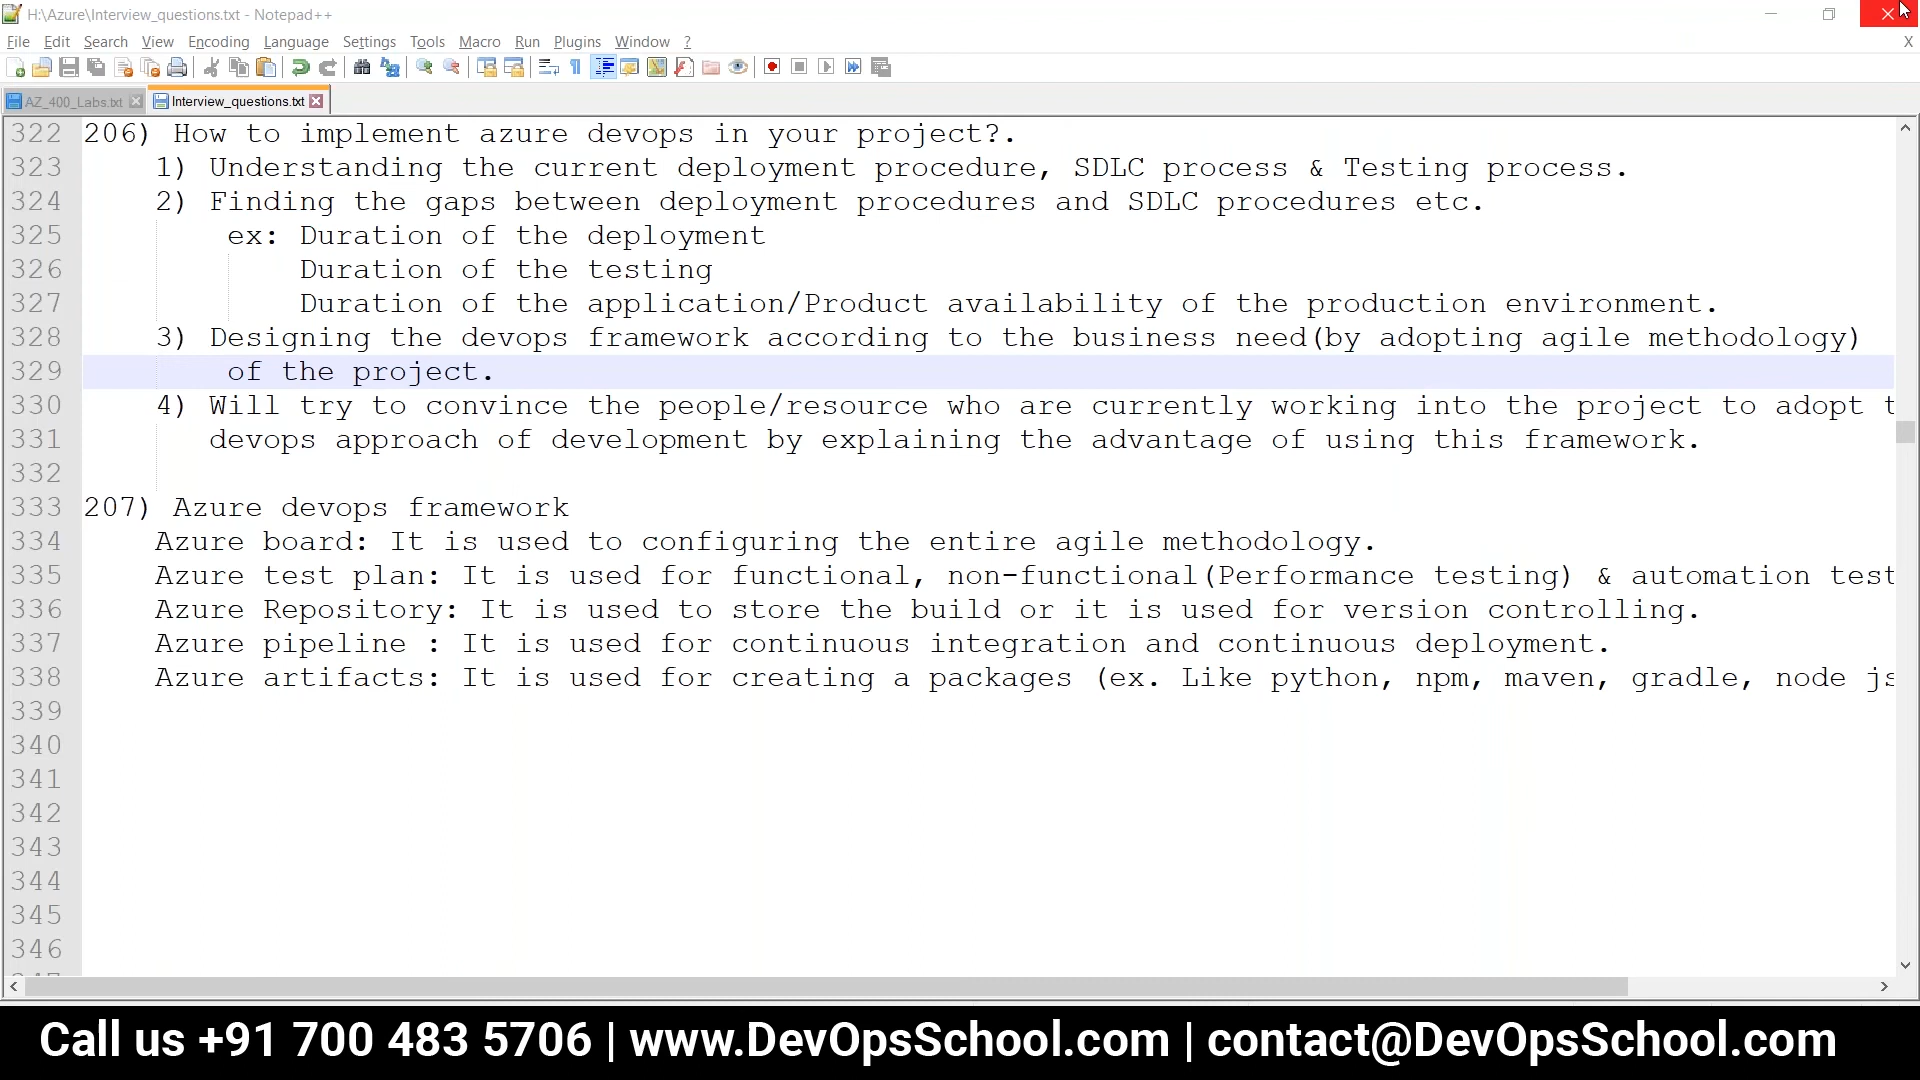 H:\Azure\Interview_questions.txt - Notepad++
File Edit Search View Encoding Language Settings Tools Macro Run Plugins Window ? X
AZ_400_Labs.txt Interview_questions.txt
322 206) How to implement azure devops in your project?.
323 1) Understanding the current deployment procedure, SDLC process & Testing process.
324 2) Finding the gaps between deployment procedures and SDLC procedures etc.
325 ex: Duration of the deployment
326 Duration of the testing
327 Duration of the application/Product availability of the production environment.
328 3) Designing the devops framework according to the business need(by adopting agile methodology)
329 of the project.
330 4) Will try to convince the people/resource who are currently working into the project to adopt t
331 devops approach of development by explaining the advantage of using this framework.
332
333 207) Azure devops framework
334 Azure board: It is used to configuring the entire agile methodology.
335 Azure test plan: It is used for functional, non-functional(Performance testing) & automation test
336 Azure Repository: It is used to store the build or it is used for version controlling.
337 Azure pipeline : It is used for continuous integration and continuous deployment.
338 Azure artifacts: It is used for creating a packages (ex. Like python, npm, maven, gradle, node js
339
340
341
342
343
344
345
346
Call us +91 700 483 5706 | www.DevOpsSchool.com | contact@DevOpsSchool.com